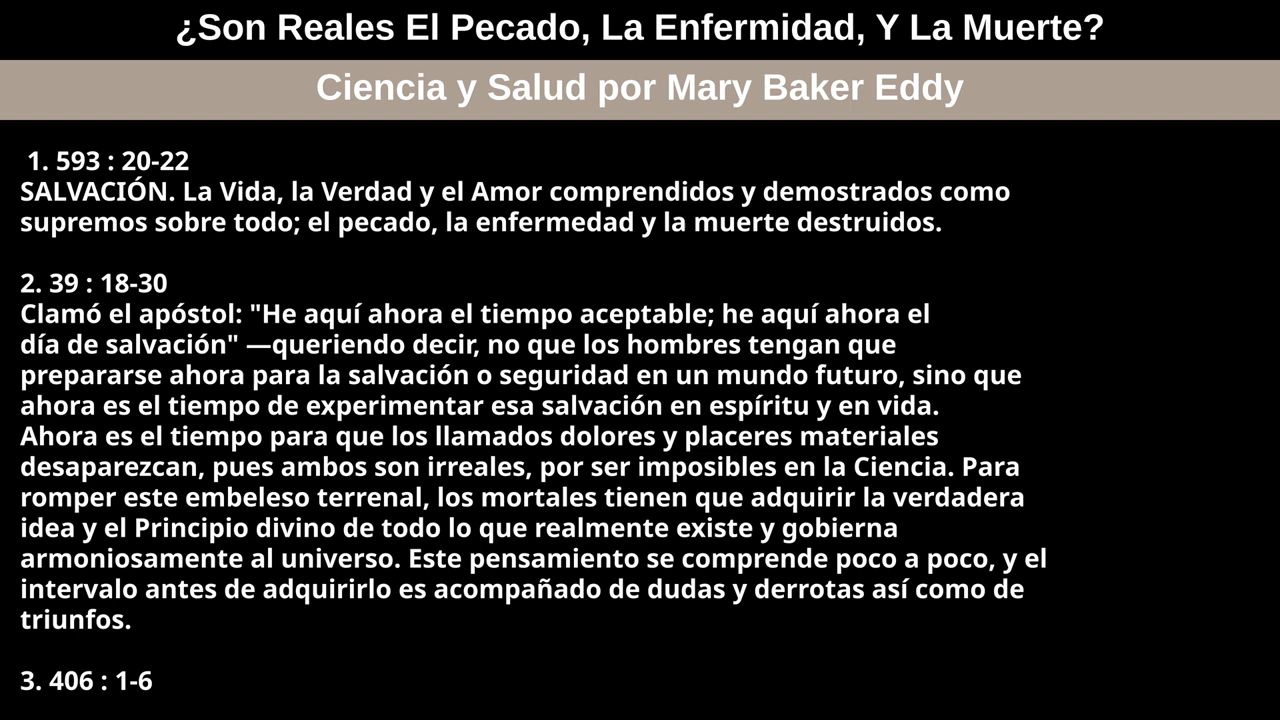 ¿Son Reales El Pecado, La Enfermidad, Y La Muerte?
Ciencia y Salud por Mary Baker Eddy
1. 593 : 20-22
SALVACIÓN. La Vida, la Verdad y el Amor comprendidos y demostrados como
supremos sobre todo; el pecado, la enfermedad y la muerte destruidos.
2. 39 : 18-30
Clamó el apóstol: "He aquí ahora el tiempo aceptable; he aquí ahora el
día de salvación" —queriendo decir, no que los hombres tengan que
prepararse ahora para la salvación o seguridad en un mundo futuro, sino que
ahora es el tiempo de experimentar esa salvación en espíritu y en vida.
Ahora es el tiempo para que los llamados dolores y placeres materiales
desaparezcan, pues ambos son irreales, por ser imposibles en la Ciencia. Para
romper este embeleso terrenal, los mortales tienen que adquirir la verdadera
idea y el Principio divino de todo lo que realmente existe y gobierna
armoniosamente al universo. Este pensamiento se comprende poco a poco, y el
intervalo antes de adquirirlo es acompañado de dudas y derrotas así como de
triunfos.
3. 406 : 1-6